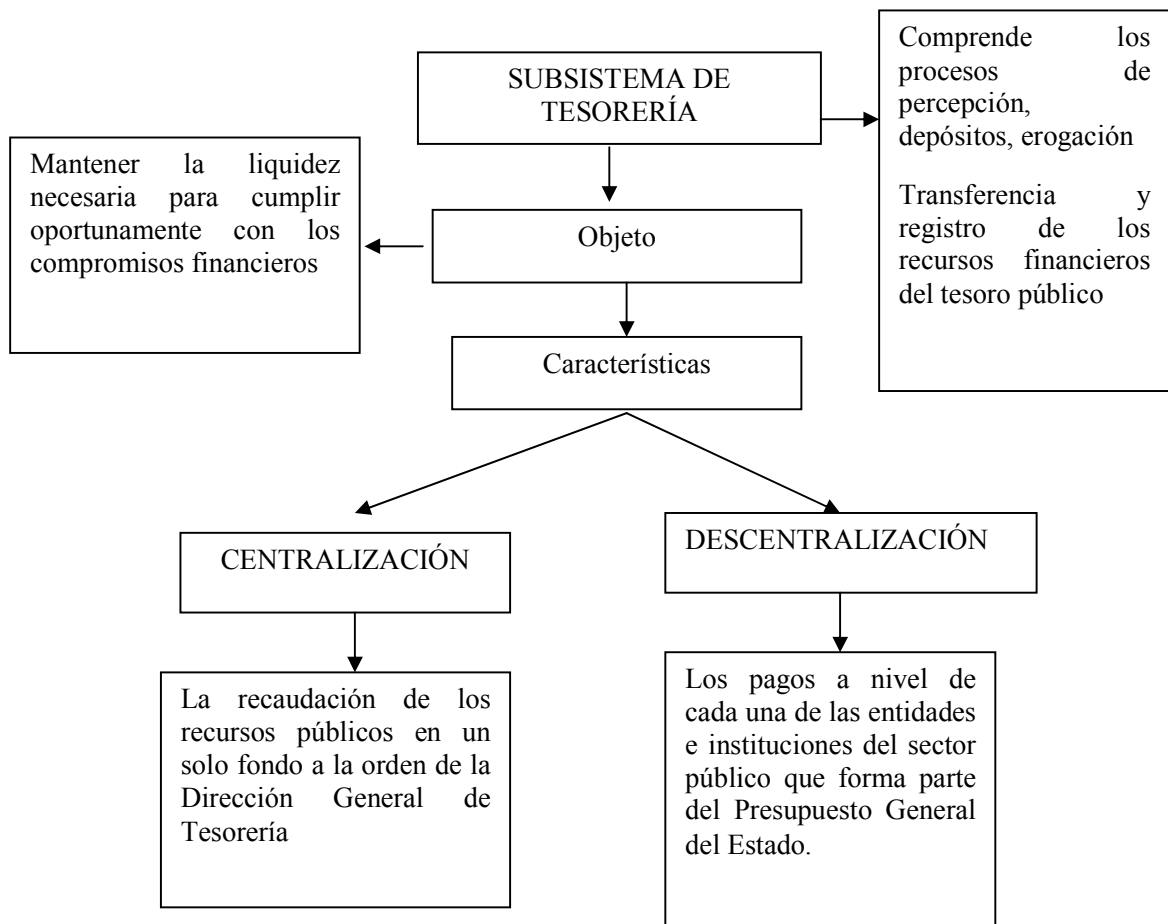 SUBSISTEMA DE
TESORERÍA
Comprende los
procesos de
percepción,
depósitos, erogación
Transferencia y
registro de los
recursos financieros
del tesoro público
Mantener la liquidez
necesaria para cumplir
oportunamente con los
compromisos financieros
Objeto
Características
CENTRALIZACIÓN
DESCENTRALIZACIÓN
La recaudación de los
recursos públicos en un
solo fondo a la orden de la
Dirección General de
Tesorería
Los pagos a nivel de
cada una de las entidades
e instituciones del sector
público que forma parte
del Presupuesto General
del Estado.